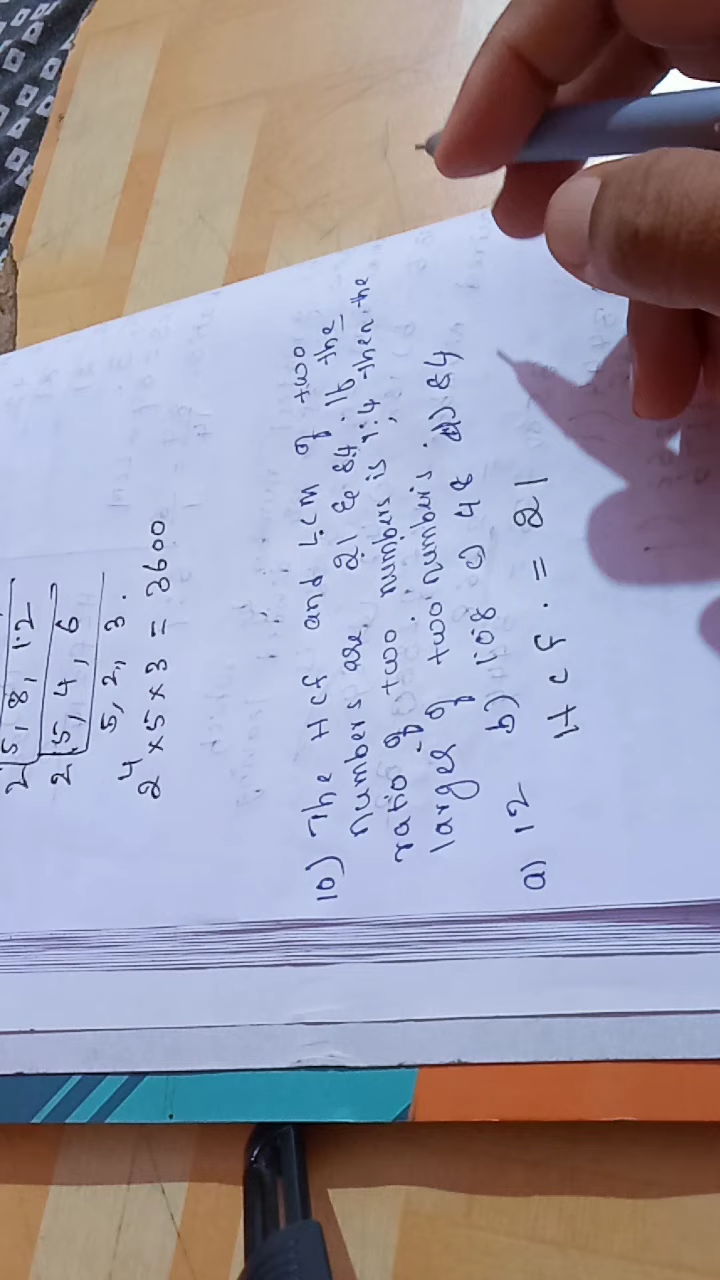 2 | 5, 8, 12
2 | 5, 4, 6
5, 2, 3.
2⁴ × 5 × 3 = 3600
10) The HCF and LCM of two
numbers are 21 & 84. If the
ratio of two numbers is 1:4 then the
larger of two numbers.
a) 12 b) 108 c) 48 d) 84
HCF. = 21